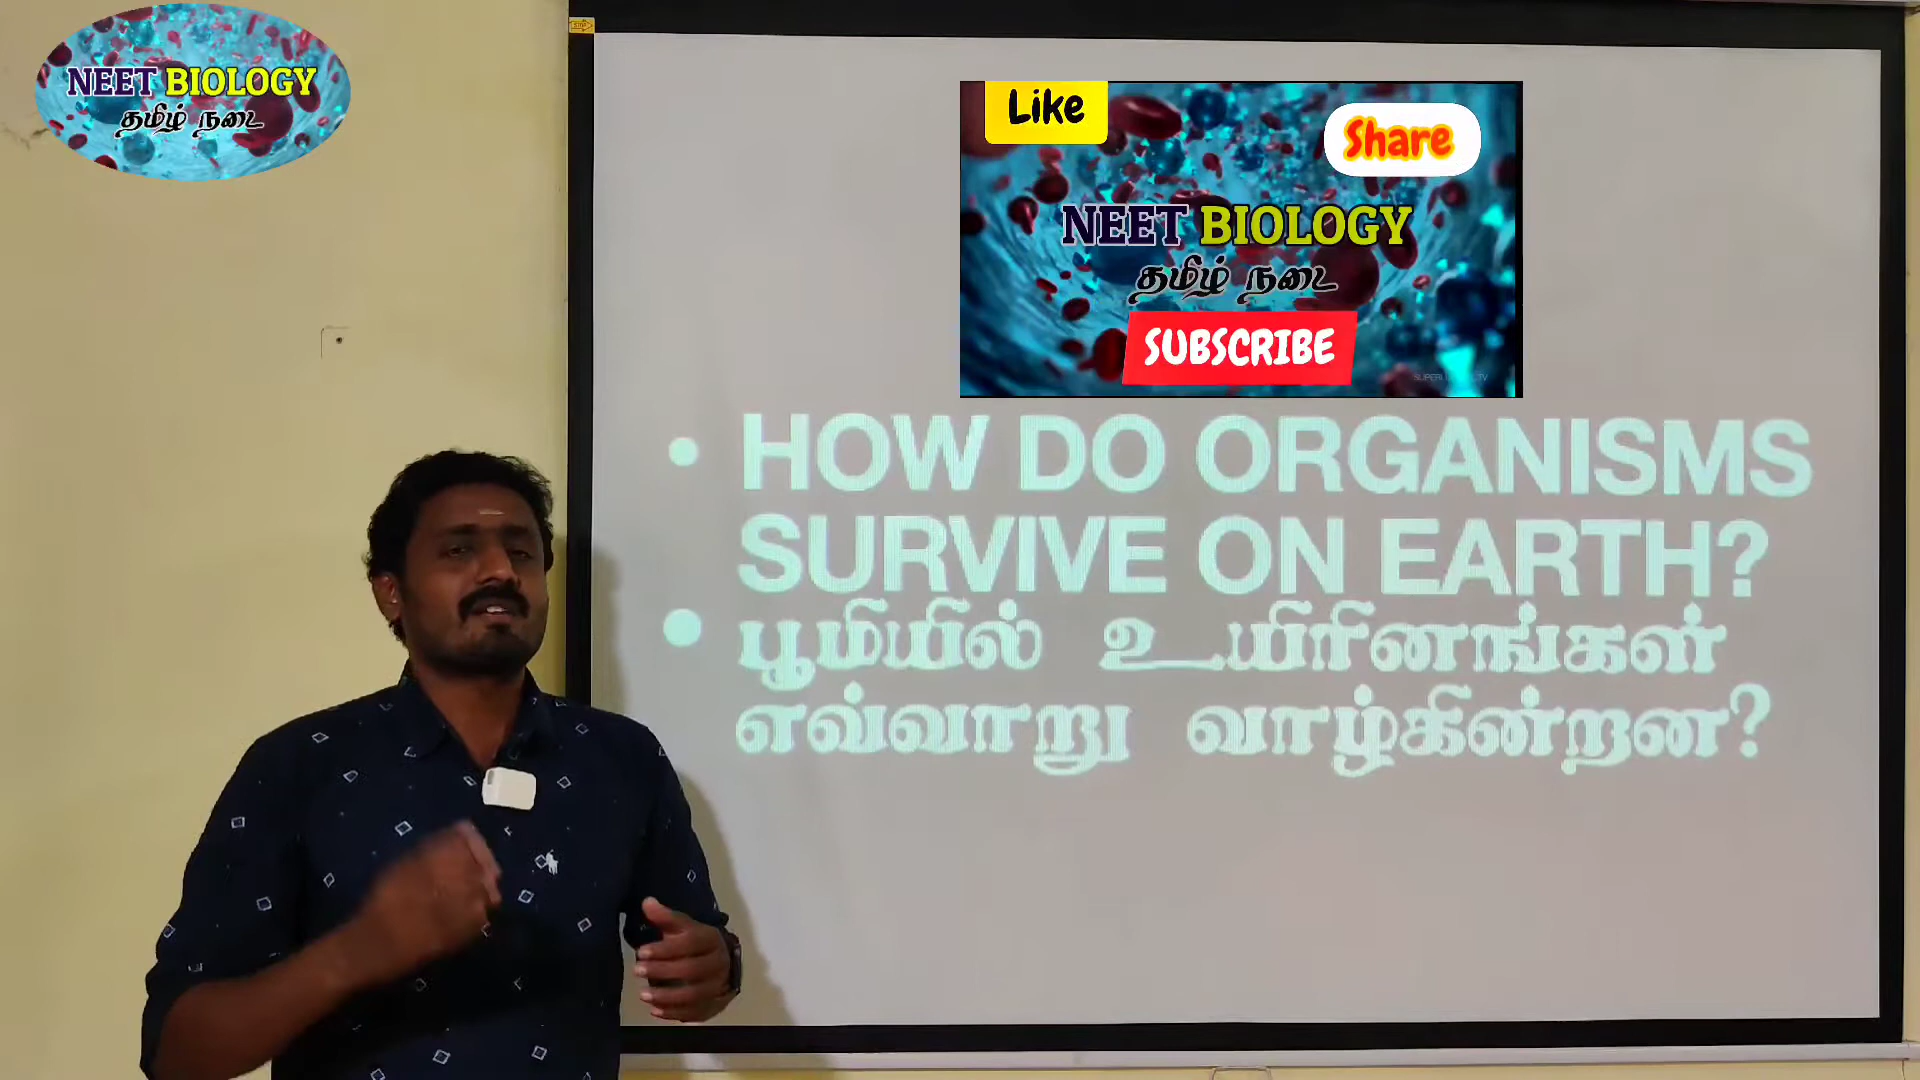 NEET BIOLOGY
தமிழ் நடை
Like
Share
NEET BIOLOGY
தமிழ் நடை
SUBSCRIBE
• HOW DO ORGANISMS
SURVIVE ON EARTH?
• பூமியில் உயிரினங்கள்
எவ்வாறு வாழ்கின்றன?